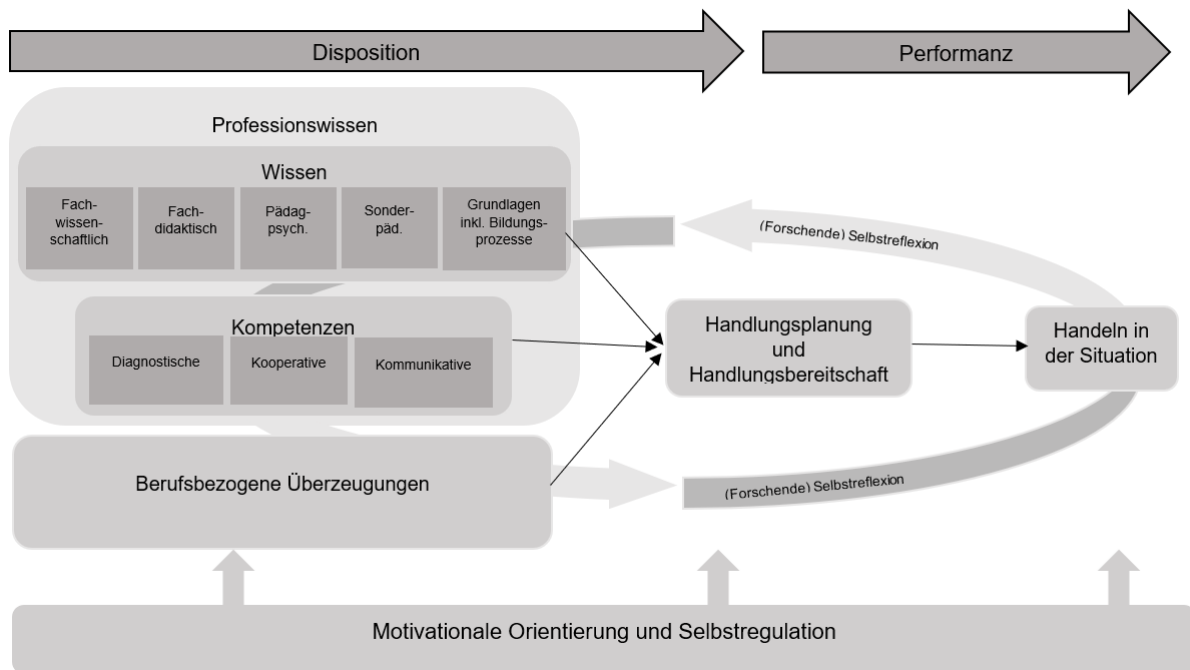 Disposition
Performanz
Professionswissen
Wissen
Fach-
wissen-
schaftlich
Fach-
didaktisch
Pädag-
psych.
Sonder-
päd.
Grundlagen
inkl. Bildungs-
prozesse
(Forschende) Selbstreflexion
Kompetenzen
Diagnostische
Kooperative
Kommunikative
Handlungsplanung
und
Handlungsbereitschaft
Handeln in
der Situation
Berufsbezogene Überzeugungen
(Forschende) Selbstreflexion
Motivationale Orientierung und Selbstregulation